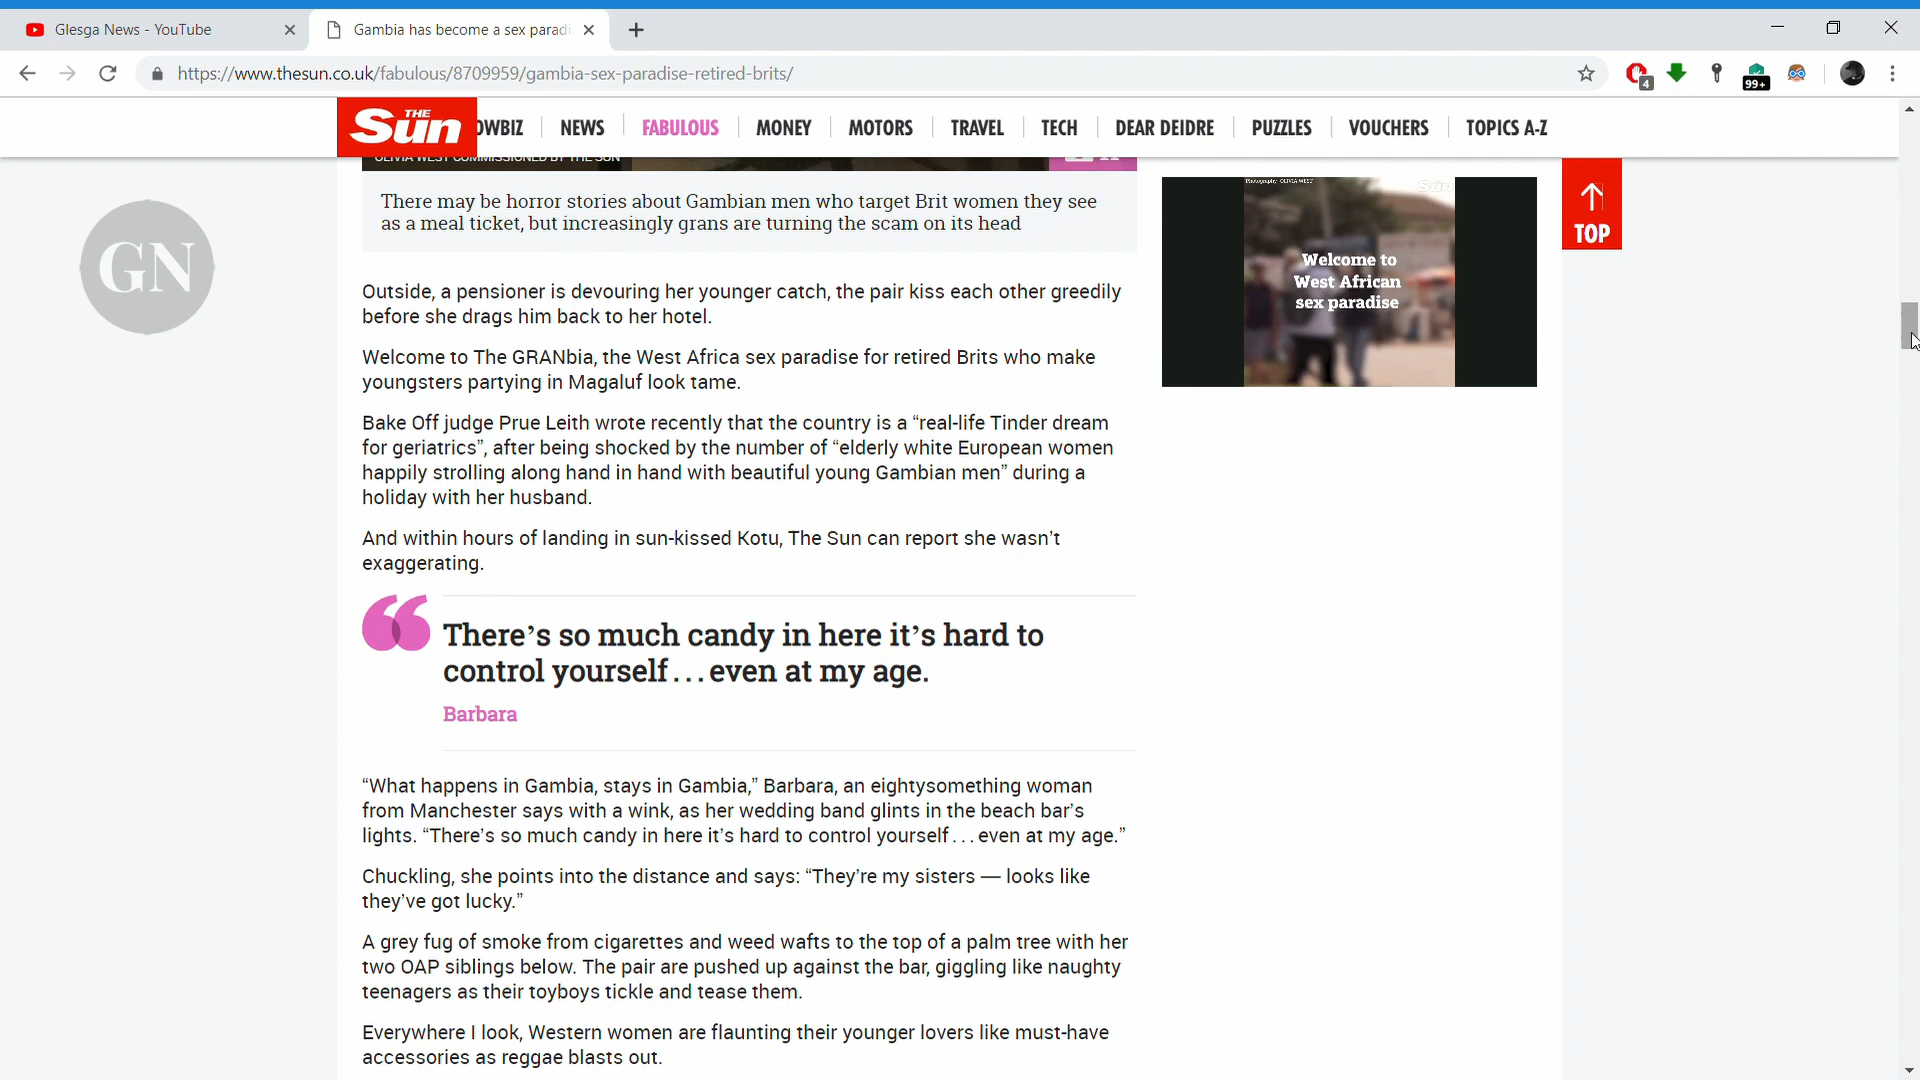 Glesga News - YouTube
Gambia has become a sex paradi
https://www.thesun.co.uk/fabulous/8709959/gambia-sex-paradise-retired-brits/
4
99+
THE
Sun
OWBIZ
NEWS
FABULOUS
MONEY
MOTORS
TRAVEL
TECH
DEAR DEIDRE
PUZZLES
VOUCHERS
TOPICS A-Z
OLIVIA WEST COMMISSIONED BY THE SUN
11
There may be horror stories about Gambian men who target Brit women they see
as a meal ticket, but increasingly grans are turning the scam on its head
Photography OLIVIA WEST
Sun
Welcome to
West African
sex paradise
TOP
GN
Outside, a pensioner is devouring her younger catch, the pair kiss each other greedily
before she drags him back to her hotel.
Welcome to The GRANbia, the West Africa sex paradise for retired Brits who make
youngsters partying in Magaluf look tame.
Bake Off judge Prue Leith wrote recently that the country is a “real-life Tinder dream
for geriatrics”, after being shocked by the number of “elderly white European women
happily strolling along hand in hand with beautiful young Gambian men” during a
holiday with her husband.
And within hours of landing in sun-kissed Kotu, The Sun can report she wasn’t
exaggerating.
“
There’s so much candy in here it’s hard to
control yourself . . . even at my age.
Barbara
“What happens in Gambia, stays in Gambia,” Barbara, an eightysomething woman
from Manchester says with a wink, as her wedding band glints in the beach bar’s
lights. “There’s so much candy in here it’s hard to control yourself . . . even at my age.”
Chuckling, she points into the distance and says: “They’re my sisters — looks like
they’ve got lucky.”
A grey fug of smoke from cigarettes and weed wafts to the top of a palm tree with her
two OAP siblings below. The pair are pushed up against the bar, giggling like naughty
teenagers as their toyboys tickle and tease them.
Everywhere I look, Western women are flaunting their younger lovers like must-have
accessories as reggae blasts out.